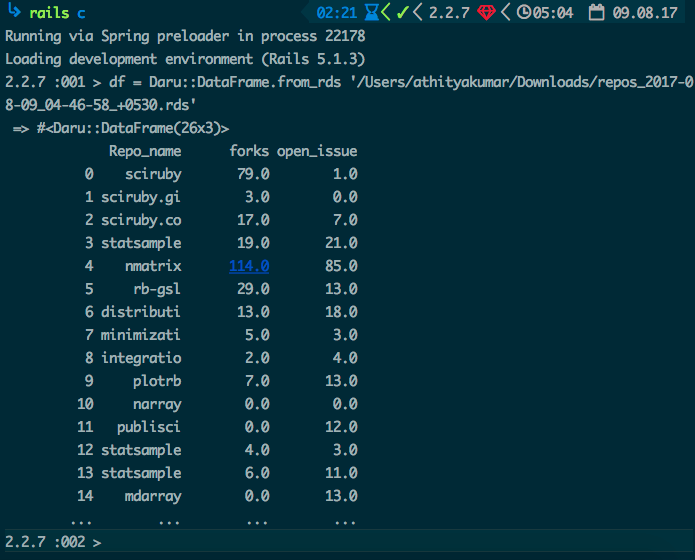 rails c 02:21 ✓ 2.2.7 05:04 09.08.17
Running via Spring preloader in process 22178
Loading development environment (Rails 5.1.3)
2.2.7 :001 > df = Daru::DataFrame.from_rds '/Users/athityakumar/Downloads/repos_2017-0
8-09_04-46-58_+0530.rds'
=> #<Daru::DataFrame(26x3)>
Repo_name forks open_issue
0 sciruby 79.0 1.0
1 sciruby.gi 3.0 0.0
2 sciruby.co 17.0 7.0
3 statsample 19.0 21.0
4 nmatrix 114.0 85.0
5 rb-gsl 29.0 13.0
6 distributi 13.0 18.0
7 minimizati 5.0 3.0
8 integratio 2.0 4.0
9 plotrb 7.0 13.0
10 narray 0.0 0.0
11 publisci 0.0 12.0
12 statsample 4.0 3.0
13 statsample 6.0 11.0
14 mdarray 0.0 13.0
... ... ... ...
2.2.7 :002 >